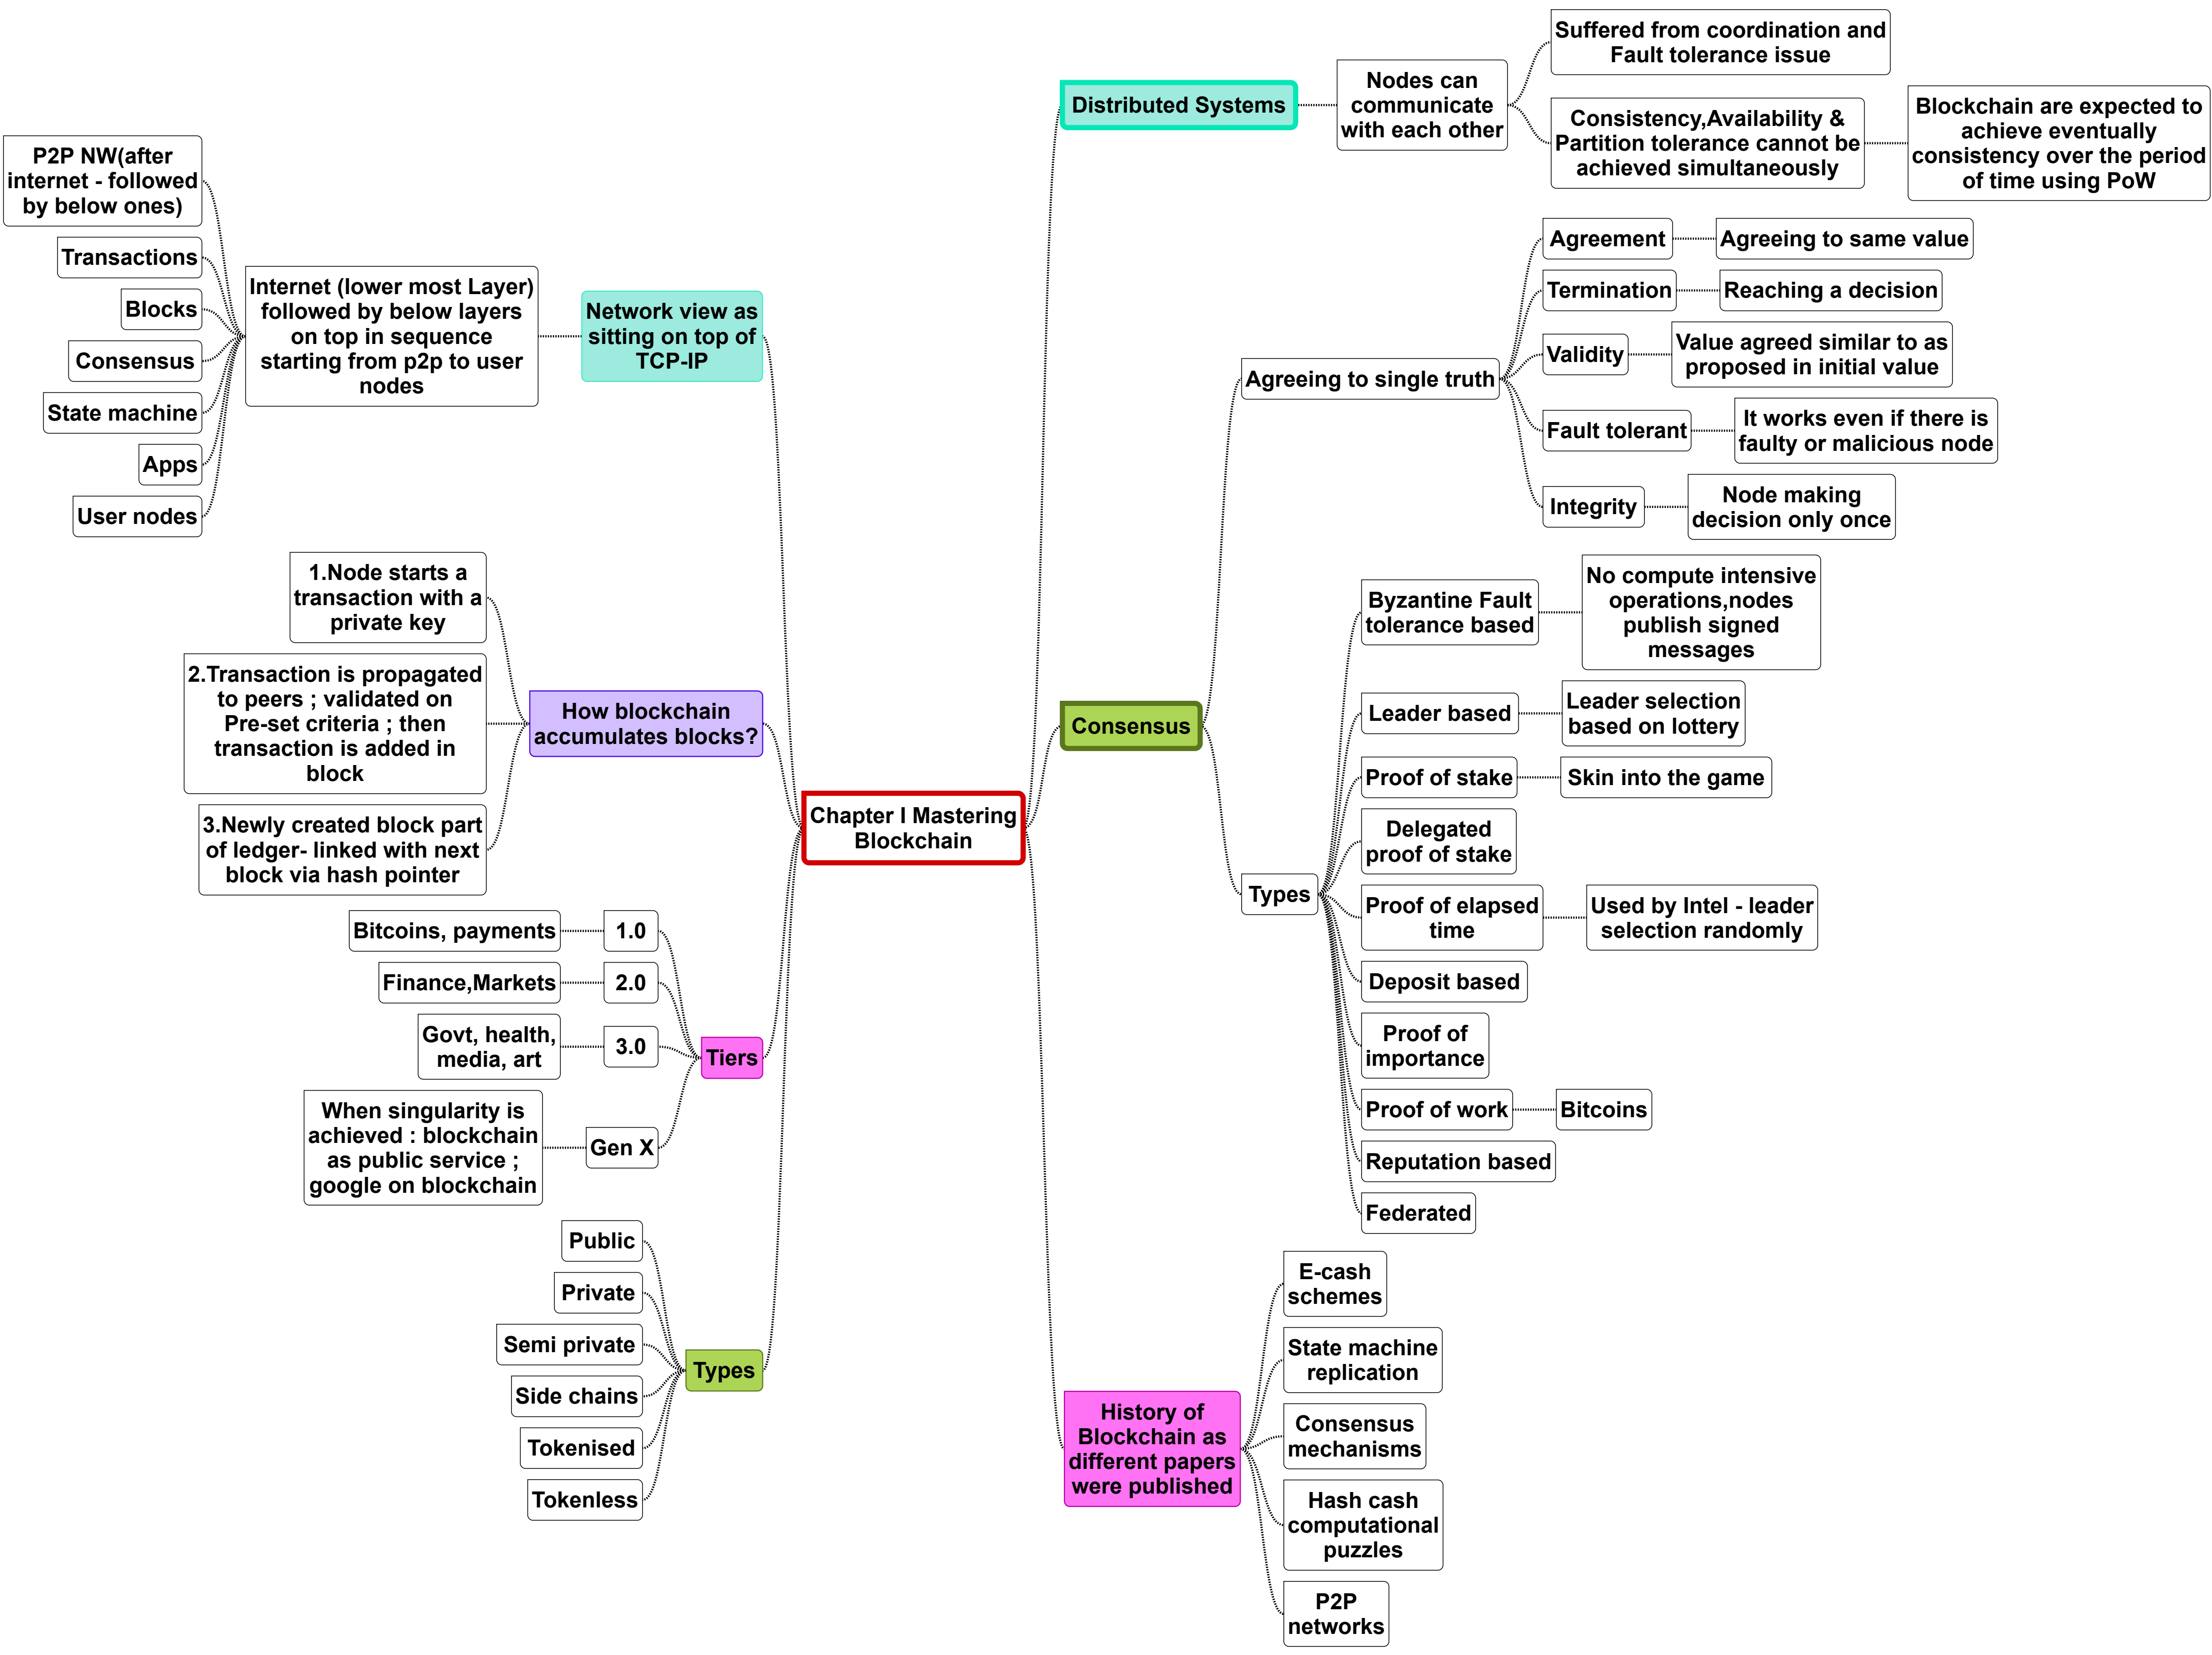 Chapter I Mastering
Blockchain
Distributed Systems
Nodes can
communicate
with each other
Suffered from coordination and
Fault tolerance issue
Consistency,Availability &
Partition tolerance cannot be
achieved simultaneously
Blockchain are expected to
achieve eventually
consistency over the period
of time using PoW
Consensus
Agreeing to single truth
Agreement
Agreeing to same value
Termination
Reaching a decision
Validity
Value agreed similar to as
proposed in initial value
Fault tolerant
It works even if there is
faulty or malicious node
Integrity
Node making
decision only once
Types
Byzantine Fault
tolerance based
No compute intensive
operations,nodes
publish signed
messages
Leader based
Leader selection
based on lottery
Proof of stake
Skin into the game
Delegated
proof of stake
Proof of elapsed
time
Used by Intel - leader
selection randomly
Deposit based
Proof of
importance
Proof of work
Bitcoins
Reputation based
Federated
History of
Blockchain as
different papers
were published
E-cash
schemes
State machine
replication
Consensus
mechanisms
Hash cash
computational
puzzles
P2P
networks
Network view as
sitting on top of
TCP-IP
Internet (lower most Layer)
followed by below layers
on top in sequence
starting from p2p to user
nodes
P2P NW(after
internet - followed
by below ones)
Transactions
Blocks
Consensus
State machine
Apps
User nodes
How blockchain
accumulates blocks?
1.Node starts a
transaction with a
private key
2.Transaction is propagated
to peers ; validated on
Pre-set criteria ; then
transaction is added in
block
3.Newly created block part
of ledger- linked with next
block via hash pointer
Tiers
1.0
Bitcoins, payments
2.0
Finance,Markets
3.0
Govt, health,
media, art
Gen X
When singularity is
achieved : blockchain
as public service ;
google on blockchain
Types
Public
Private
Semi private
Side chains
Tokenised
Tokenless